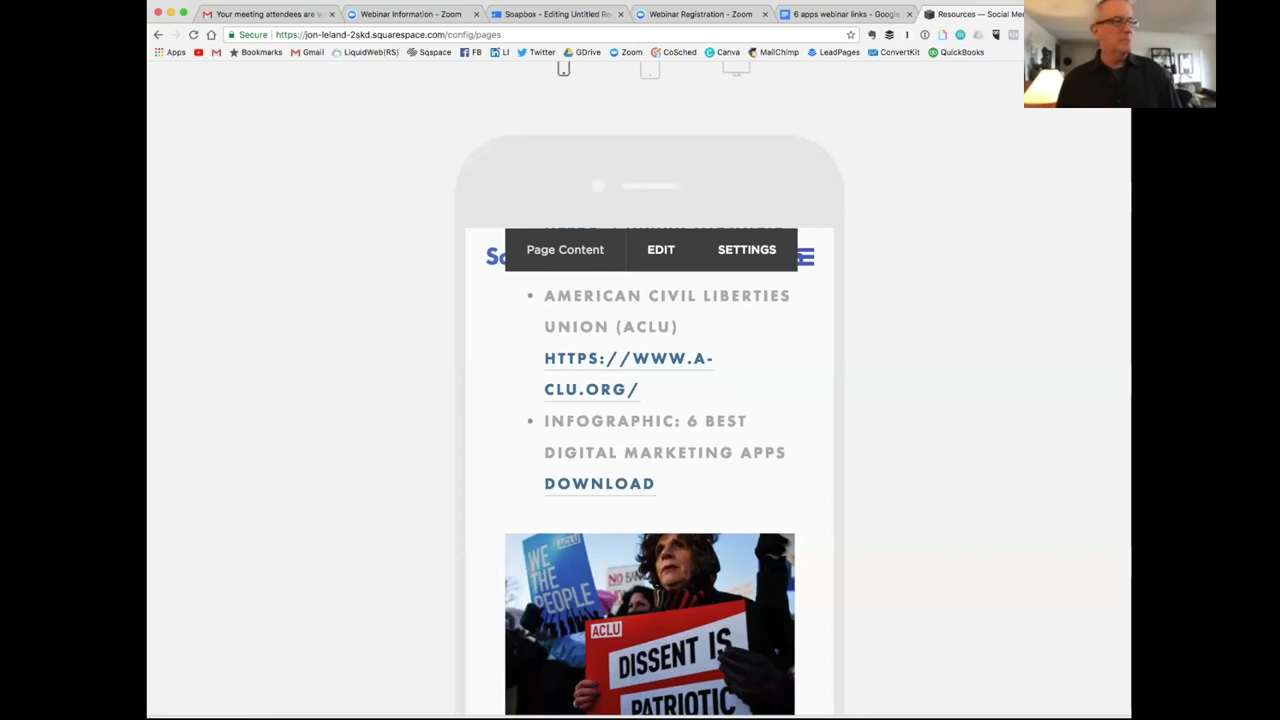 Your meeting attendees are w
Webinar Information - Zoom
Soapbox - Editing Untitled Re
Webinar Registration - Zoom
6 apps webinar links - Google
Resources — Social Me
Secure
https://jon-leland-2skd.squarespace.com/config/pages
Apps
Bookmarks
Gmail
LiquidWeb(RS)
Sqspace
FB
LI
Twitter
GDrive
Zoom
CoSched
Canva
MailChimp
LeadPages
ConvertKit
QuickBooks
Page Content
EDIT
SETTINGS
So
• AMERICAN CIVIL LIBERTIES
UNION (ACLU)
HTTPS://WWW.A-
CLU.ORG/
• INFOGRAPHIC: 6 BEST
DIGITAL MARKETING APPS
DOWNLOAD
ACLU
WE
THE
PEOPLE
NO BAN
ACLU
DISSENT IS
PATRIOTIC